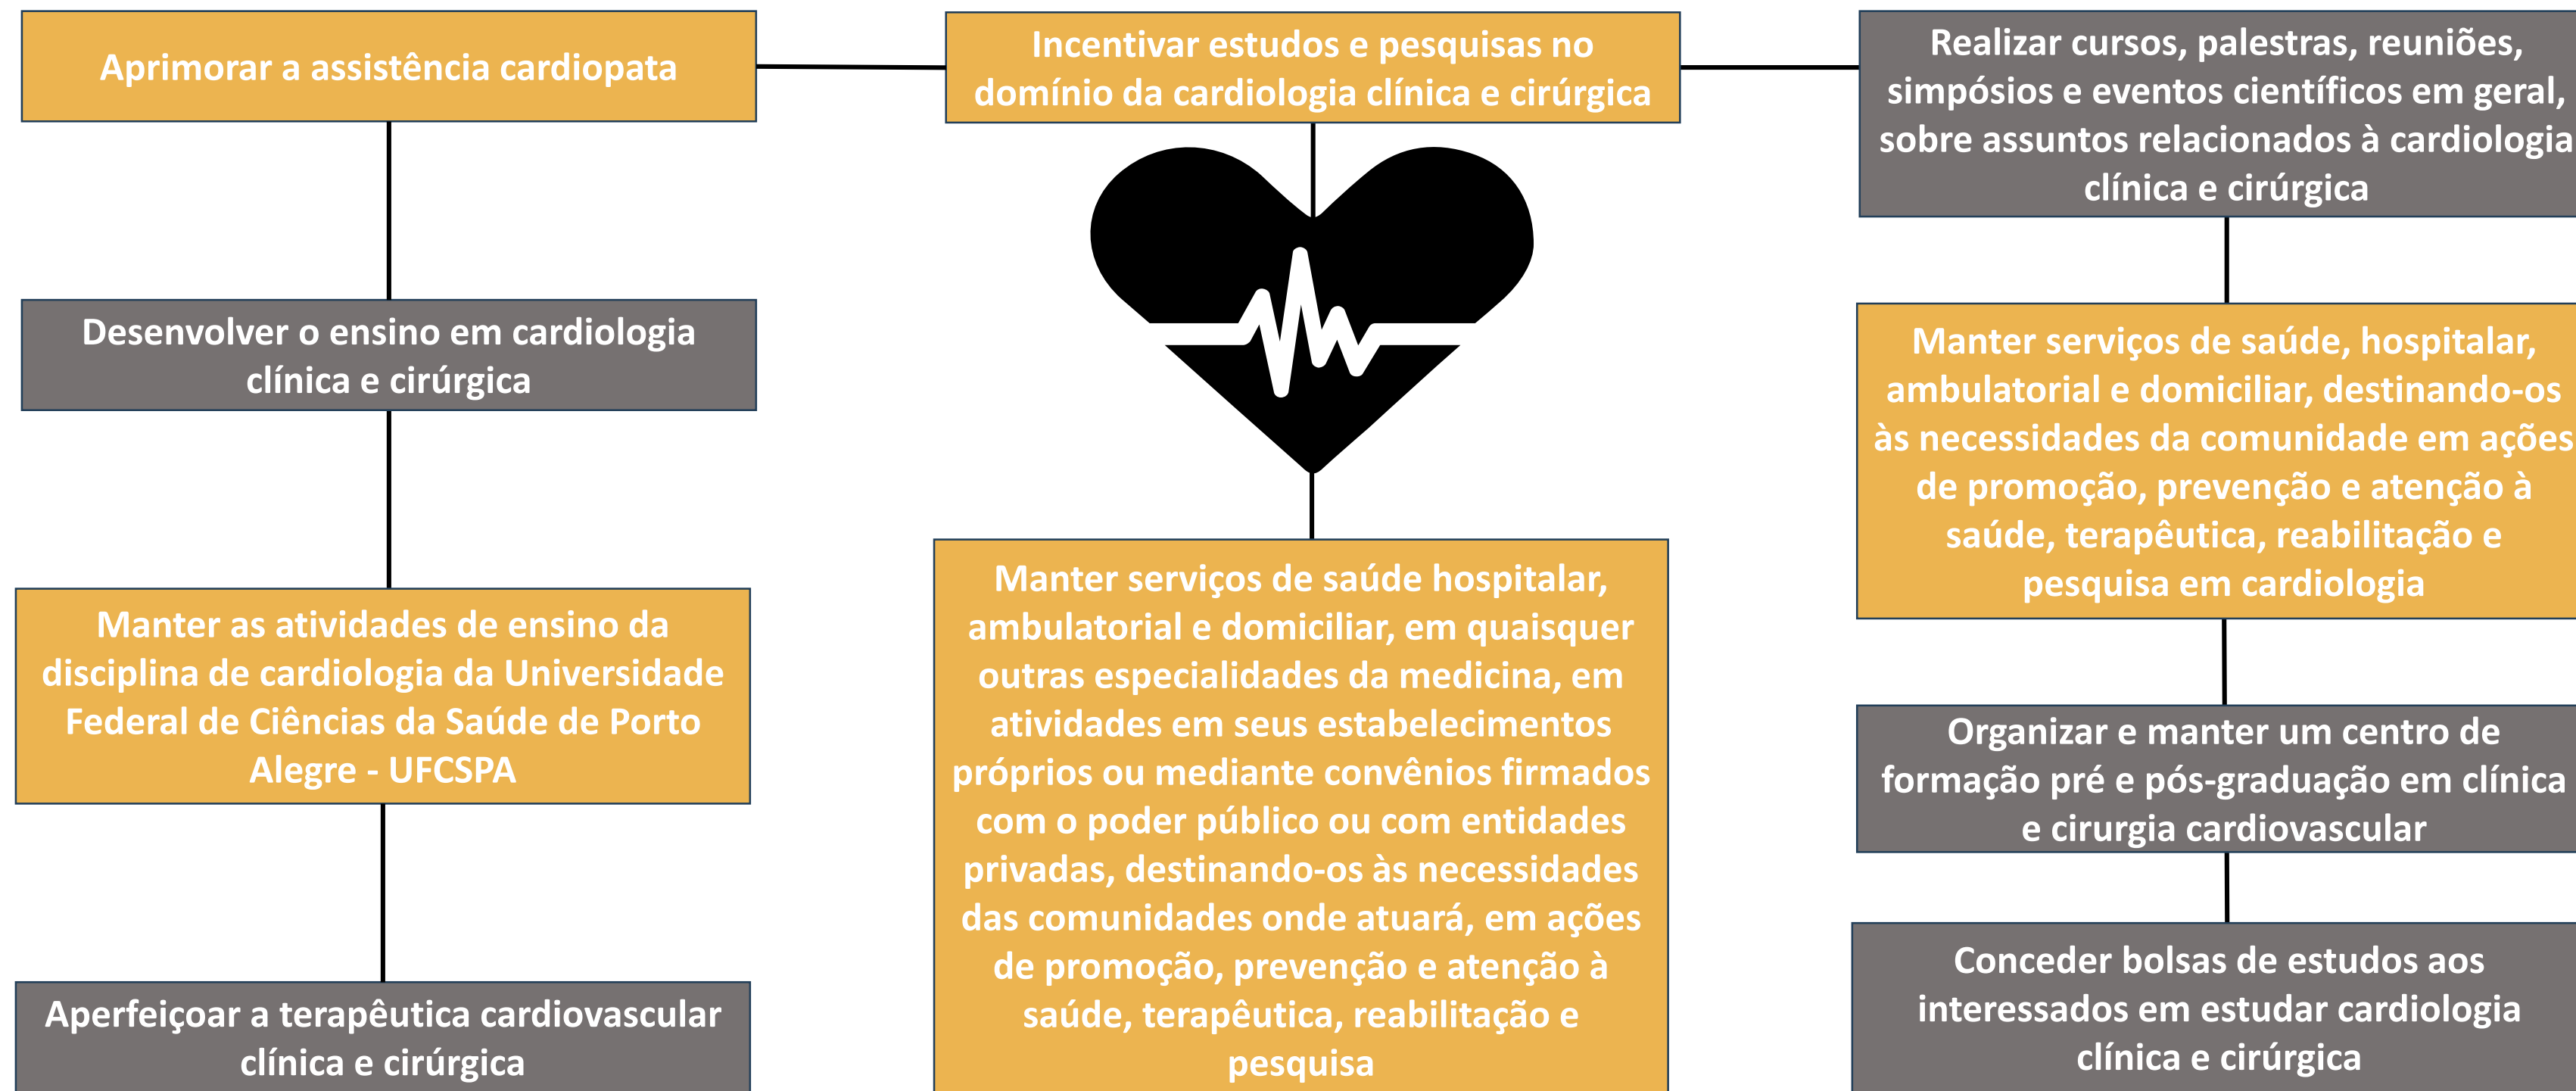 Aprimorar a assistência cardiopata
Desenvolver o ensino em cardiologia
clínica e cirúrgica
Manter as atividades de ensino da
disciplina de cardiologia da Universidade
Federal de Ciências da Saúde de Porto
Alegre - UFCSPA
Aperfeiçoar a terapêutica cardiovascular
clínica e cirúrgica
Incentivar estudos e pesquisas no
domínio da cardiologia clínica e cirúrgica
Manter serviços de saúde hospitalar,
ambulatorial e domiciliar, em quaisquer
outras especialidades da medicina, em
atividades em seus estabelecimentos
próprios ou mediante convênios firmados
com o poder público ou com entidades
privadas, destinando-os às necessidades
das comunidades onde atuará, em ações
de promoção, prevenção e atenção à
saúde, terapêutica, reabilitação e
pesquisa
Realizar cursos, palestras, reuniões,
simpósios e eventos científicos em geral,
sobre assuntos relacionados à cardiologia
clínica e cirúrgica
Manter serviços de saúde, hospitalar,
ambulatorial e domiciliar, destinando-os
às necessidades da comunidade em ações
de promoção, prevenção e atenção à
saúde, terapêutica, reabilitação e
pesquisa em cardiologia
Organizar e manter um centro de
formação pré e pós-graduação em clínica
e cirurgia cardiovascular
Conceder bolsas de estudos aos
interessados em estudar cardiologia
clínica e cirúrgica